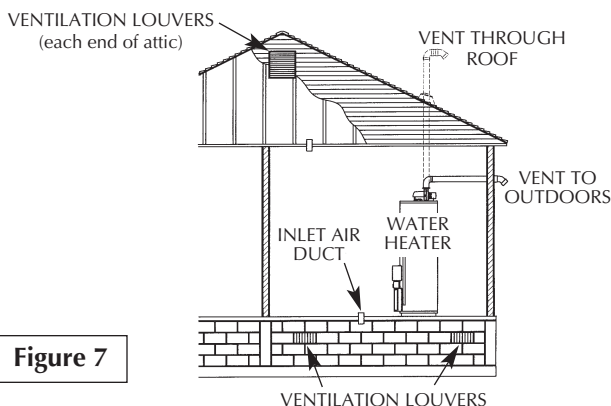 VENTILATION LOUVERS
(each end of attic)
VENT THROUGH
ROOF
VENT TO
OUTDOORS
WATER
HEATER
INLET AIR
DUCT
Figure 7
VENTILATION LOUVERS